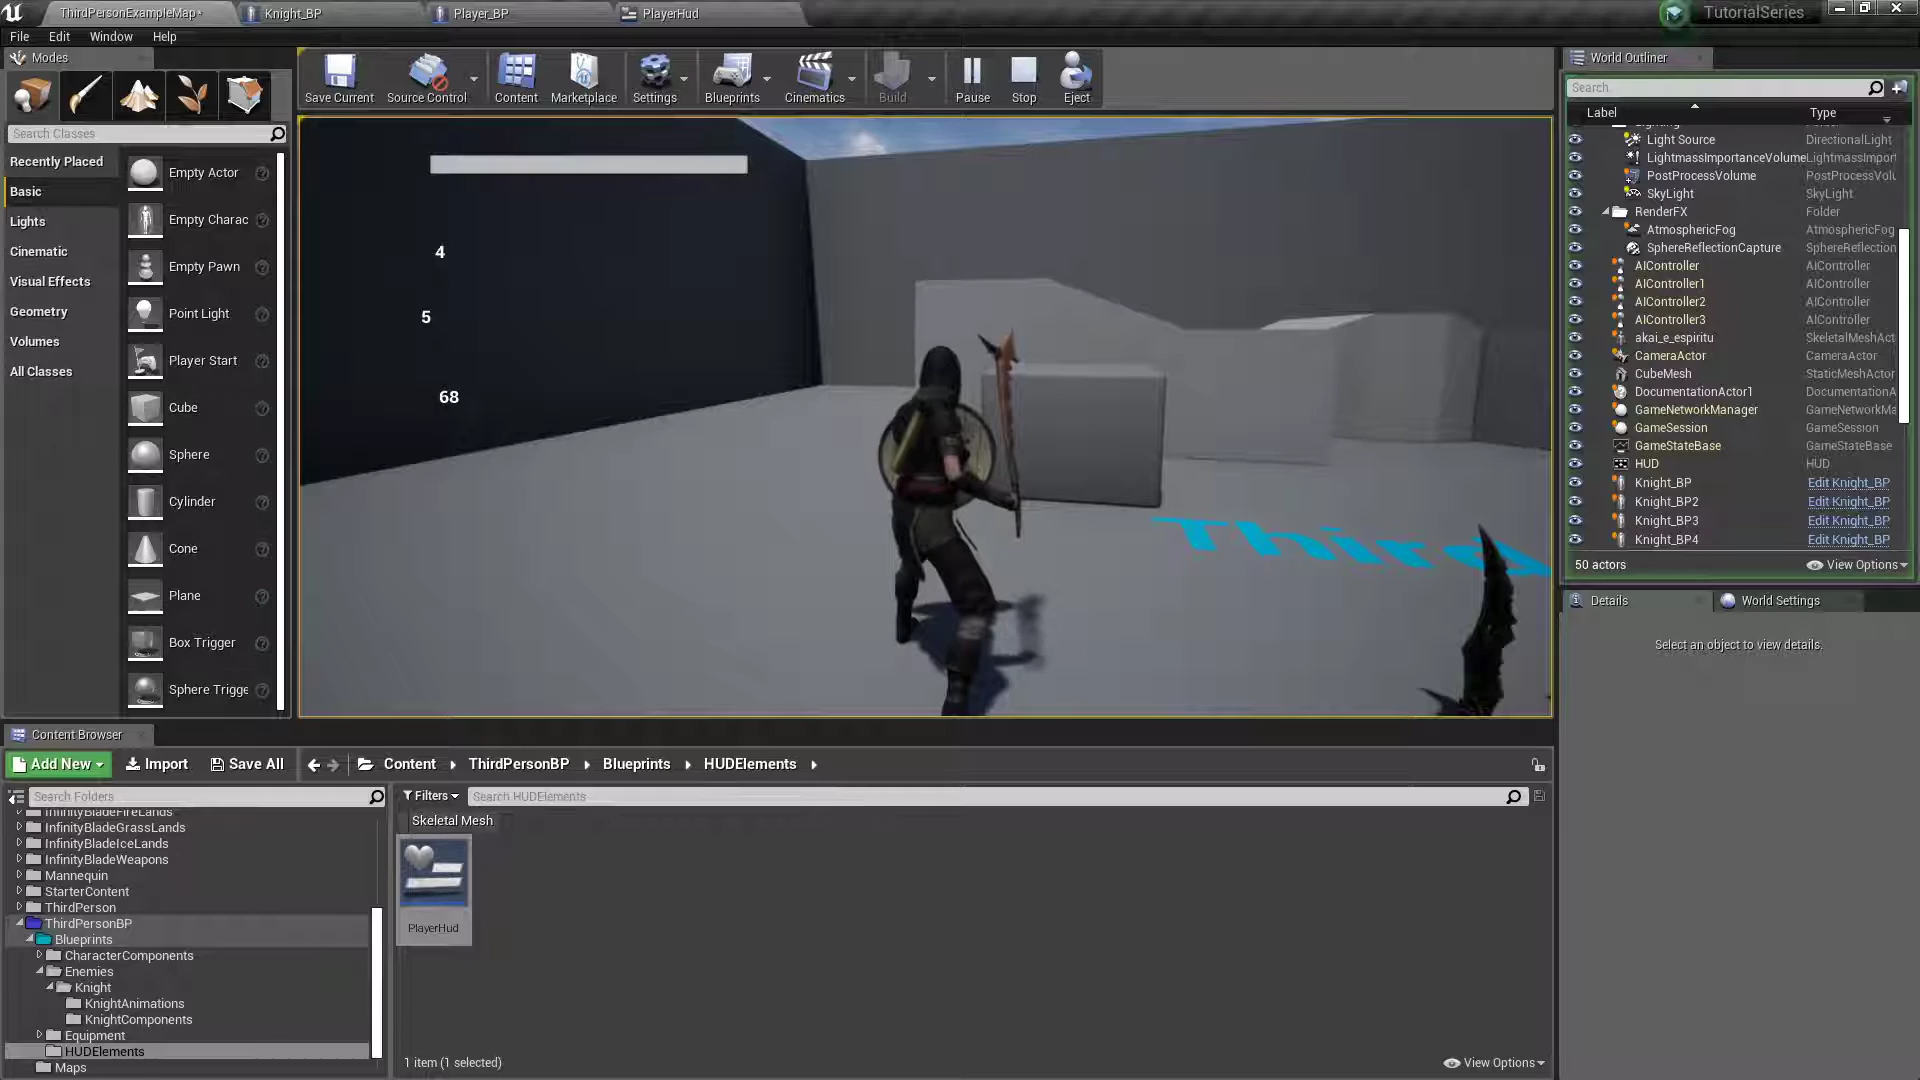 ThirdPersonExampleMap*
Knight_BP
Player_BP
PlayerHud
TutorialSeries
File Edit Window Help
Modes
Save Current
Source Control
Content
Marketplace
Settings
Blueprints
Cinematics
Build
Pause
Stop
Eject
Search Classes
Recently Placed
Basic
Lights
Cinematic
Visual Effects
Geometry
Volumes
All Classes
Empty Actor
Empty Charac
Empty Pawn
Point Light
Player Start
Cube
Sphere
Cylinder
Cone
Plane
Box Trigger
Sphere Trigge
4
5
68
Third
World Outliner
Search
Label Type
Light Source DirectionalLight
LightmassImportanceVolume LightmassImpor
PostProcessVolume PostProcessVolu
SkyLight SkyLight
RenderFX Folder
AtmosphericFog AtmosphericFog
SphereReflectionCapture SphereReflection
AIController AIController
AIController1 AIController
AIController2 AIController
AIController3 AIController
akai_e_espiritu SkeletalMeshAct
CameraActor CameraActor
CubeMesh StaticMeshActor
DocumentationActor1 DocumentationA
GameNetworkManager GameNetworkMa
GameSession GameSession
GameStateBase GameStateBase
HUD HUD
Knight_BP Edit Knight_BP
Knight_BP2 Edit Knight_BP
Knight_BP3 Edit Knight_BP
Knight_BP4 Edit Knight_BP
50 actors View Options
Details
World Settings
Select an object to view details.
Content Browser
Add New Import Save All Content ThirdPersonBP Blueprints HUDElements
Search Folders
InfinityBladeFireLands
InfinityBladeGrassLands
InfinityBladeIceLands
InfinityBladeWeapons
Mannequin
StarterContent
ThirdPerson
ThirdPersonBP
Blueprints
CharacterComponents
Enemies
Knight
KnightAnimations
KnightComponents
Equipment
HUDElements
Maps
Filters Search HUDElements
Skeletal Mesh
PlayerHud
1 item (1 selected) View Options